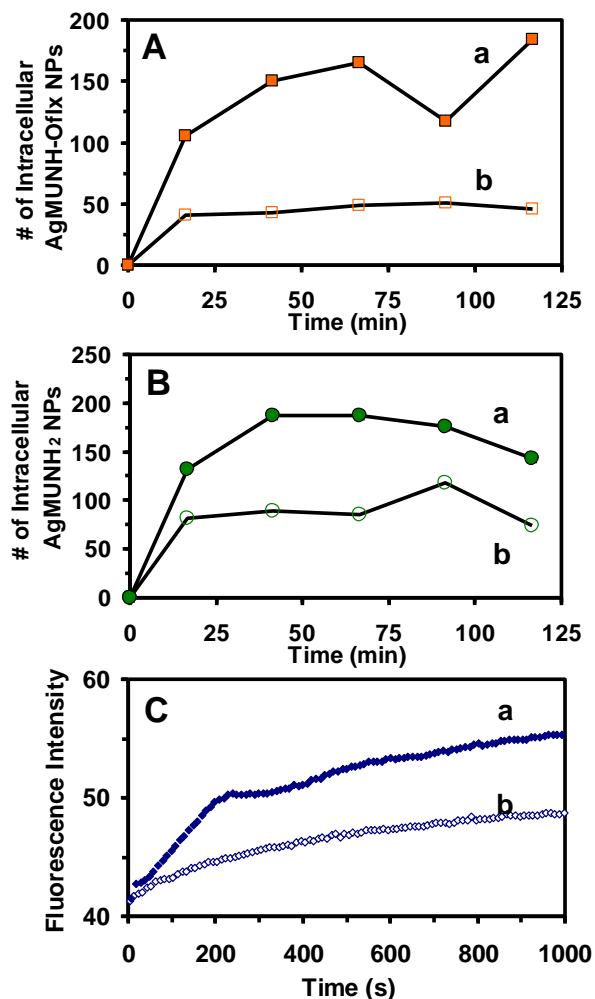 A
a
b
# of Intracellular
AgMUNH-Oflx NPs
200
150
100
50
0
0 25 50 75 100 125
Time (min)
B
a
b
# of Intracellular
AgMUNH2 NPs
250
200
150
100
50
0
0 25 50 75 100 125
Time (min)
C
a
b
Fluorescence Intensity
60
50
40
0 200 400 600 800 1000
Time (s)